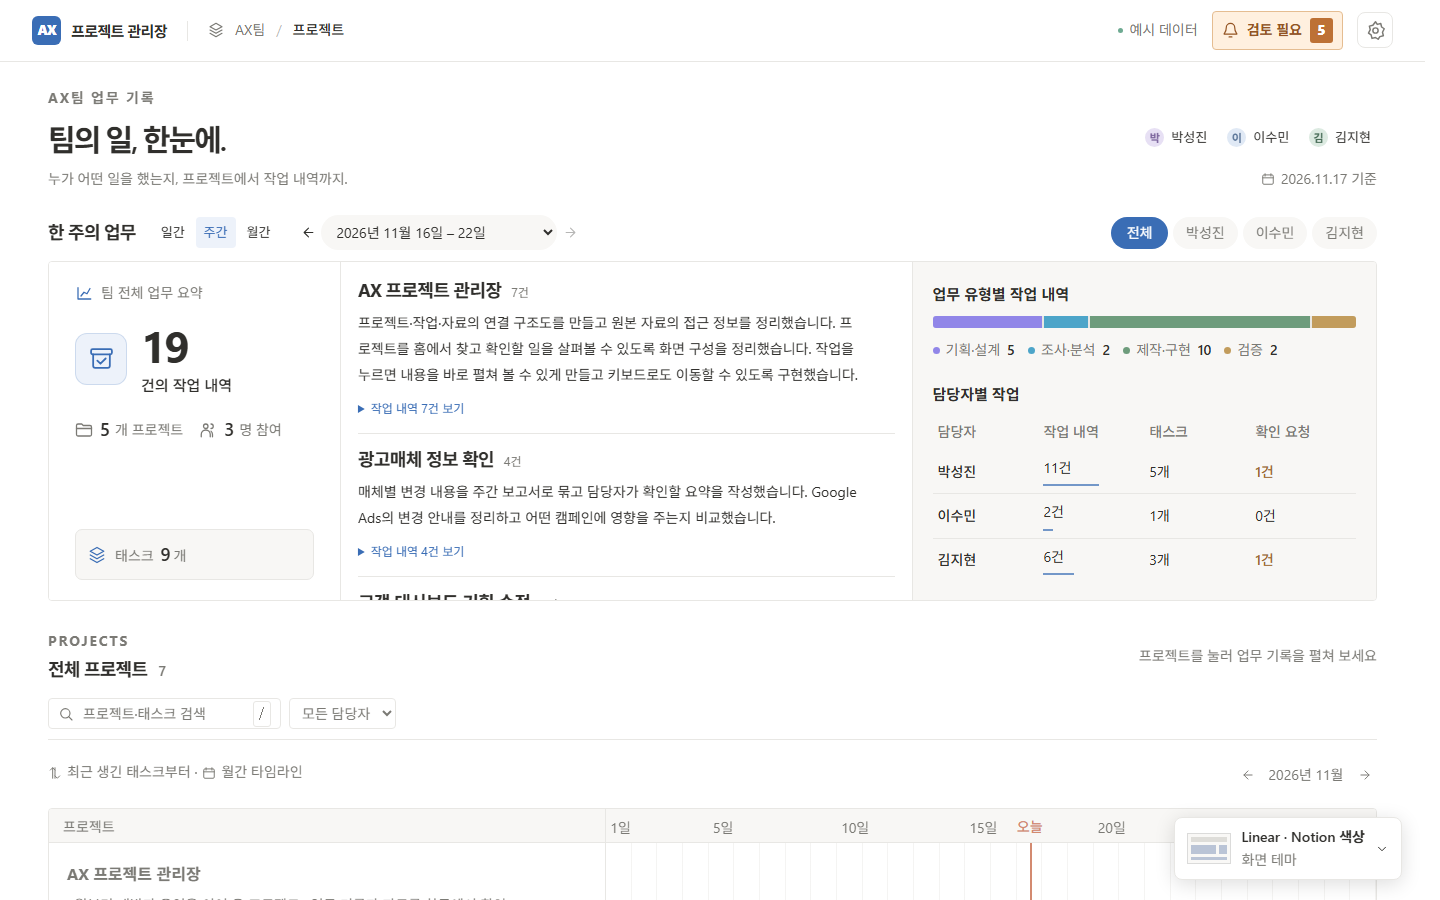 AX 프로젝트 관리장
AX팀 / 프로젝트
예시 데이터
검토 필요 5
AX팀 업무 기록
팀의 일, 한눈에.
누가 어떤 일을 했는지, 프로젝트에서 작업 내역까지.
박 박성진 이 이수민 김 김지현
2026.11.17 기준
한 주의 업무 일간 주간 월간 ← 2026년 11월 16일 – 22일 →
전체 박성진 이수민 김지현
팀 전체 업무 요약
19
건의 작업 내역
5 개 프로젝트 3 명 참여
태스크 9 개
AX 프로젝트 관리장 7건
프로젝트·작업·자료의 연결 구조도를 만들고 원본 자료의 접근 정보를 정리했습니다. 프
로젝트를 홈에서 찾고 확인할 일을 살펴볼 수 있도록 화면 구성을 정리했습니다. 작업을
누르면 내용을 바로 펼쳐 볼 수 있게 만들고 키보드로도 이동할 수 있도록 구현했습니다.
▶ 작업 내역 7건 보기
광고매체 정보 확인 4건
매체별 변경 내용을 주간 보고서로 묶고 담당자가 확인할 요약을 작성했습니다. Google
Ads의 변경 안내를 정리하고 어떤 캠페인에 영향을 주는지 비교했습니다.
▶ 작업 내역 4건 보기
업무 유형별 작업 내역
기획·설계 5 조사·분석 2 제작·구현 10 검증 2
담당자별 작업
담당자 작업 내역 태스크 확인 요청
박성진 11건 5개 1건
이수민 2건 1개 0건
김지현 6건 3개 1건
PROJECTS
전체 프로젝트 7
프로젝트를 눌러 업무 기록을 펼쳐 보세요
프로젝트·태스크 검색 /
모든 담당자
최근 생긴 태스크부터 · 월간 타임라인
← 2026년 11월 →
프로젝트 1일 5일 10일 15일 오늘 20일
AX 프로젝트 관리장
Linear · Notion 색상
화면 테마